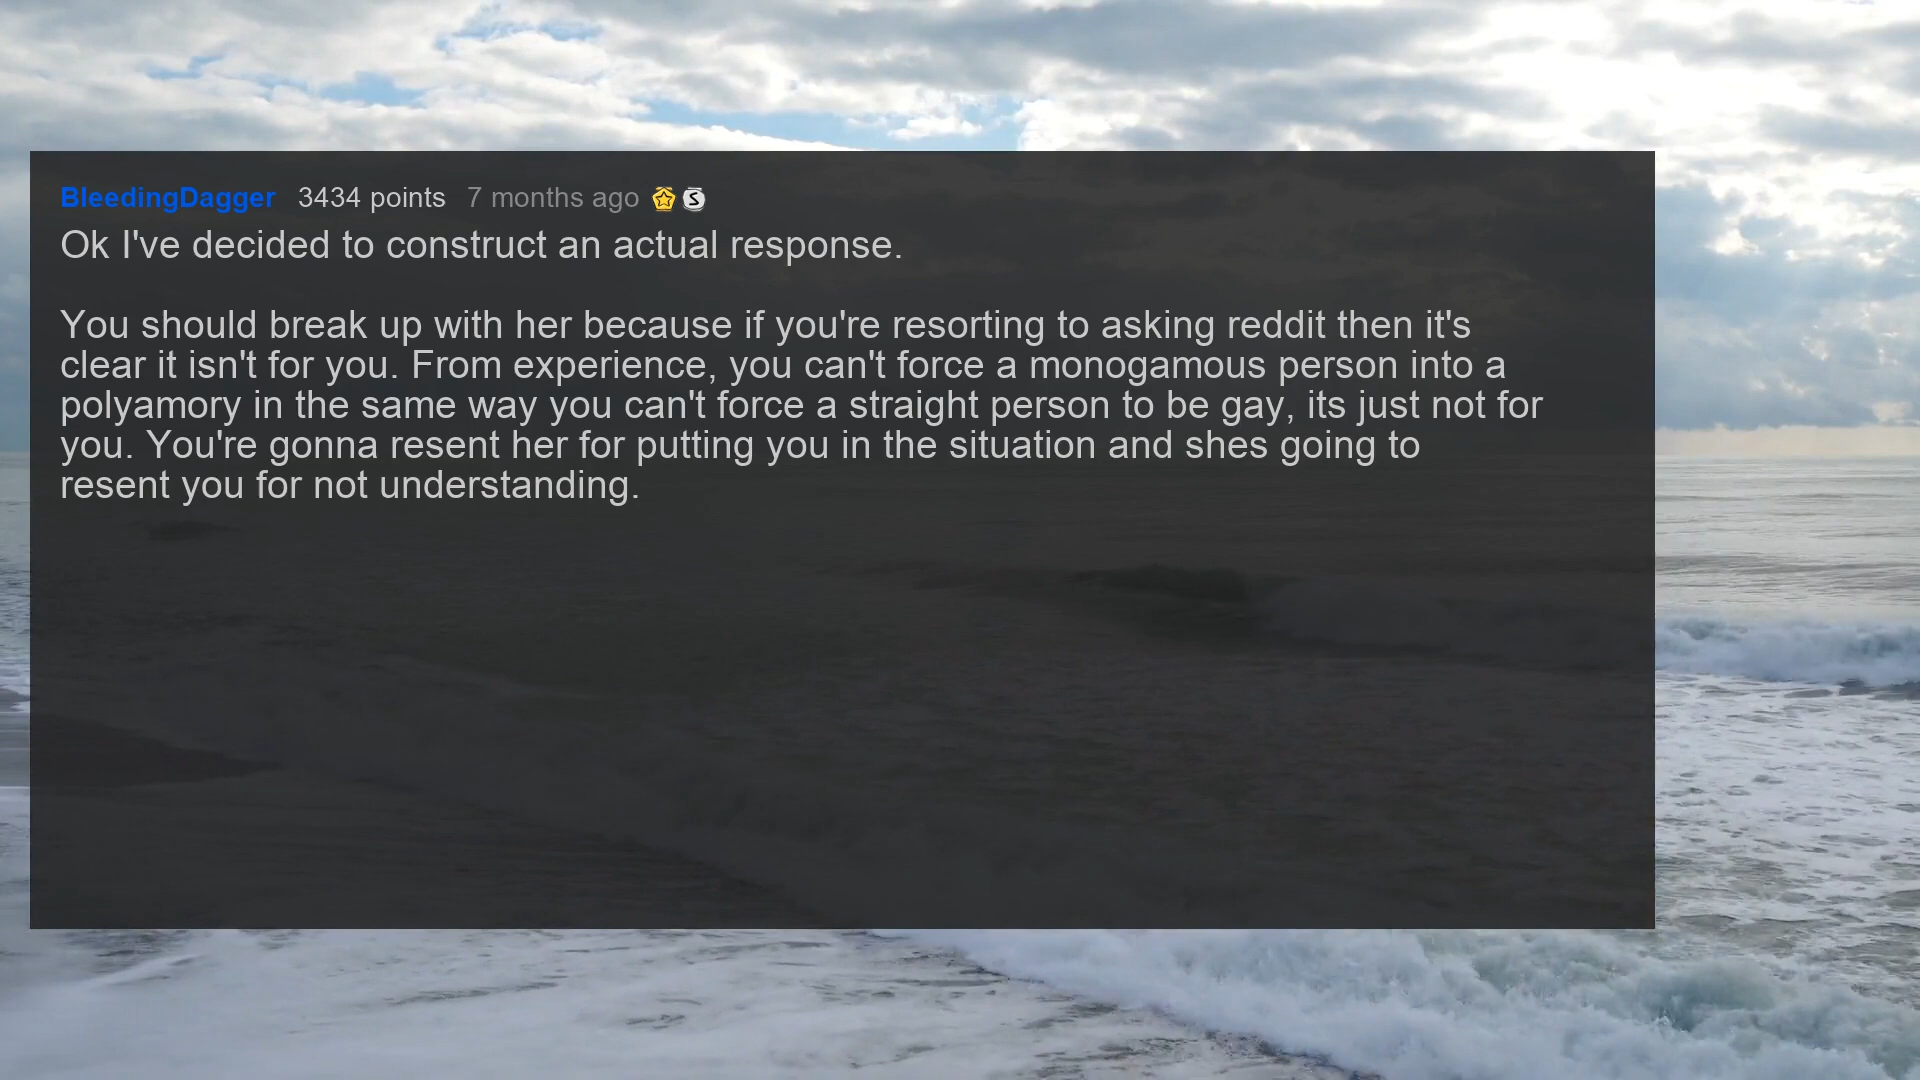 BleedingDagger 3434 points 7 months ago
Ok I've decided to construct an actual response.
You should break up with her because if you're resorting to asking reddit then it's
clear it isn't for you. From experience, you can't force a monogamous person into a
polyamory in the same way you can't force a straight person to be gay, its just not for
you. You're gonna resent her for putting you in the situation and shes going to
resent you for not understanding.